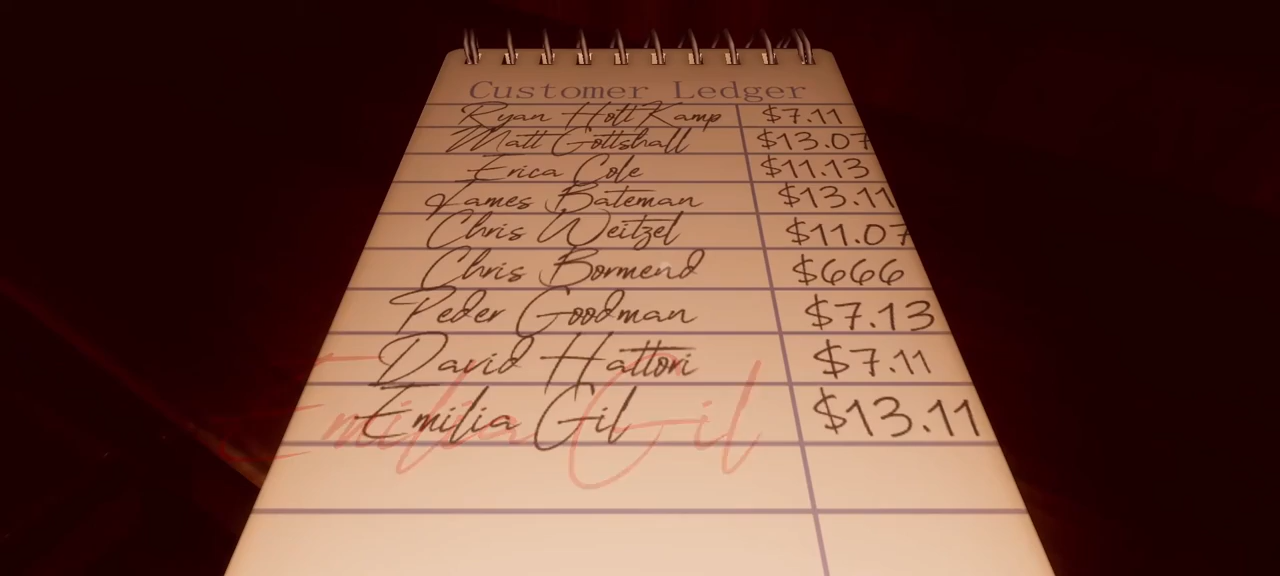 Customer Ledger
Ryan HoltKamp $7.11
Matt Gottshall $13.07
Erica Cole $11.13
James Bateman $13.11
Chris Weitzel $11.07
Chris Bormend $666
Peder Goodman $7.13
David Hattori $7.11
Emilia Gil $13.11
Emilia Gil